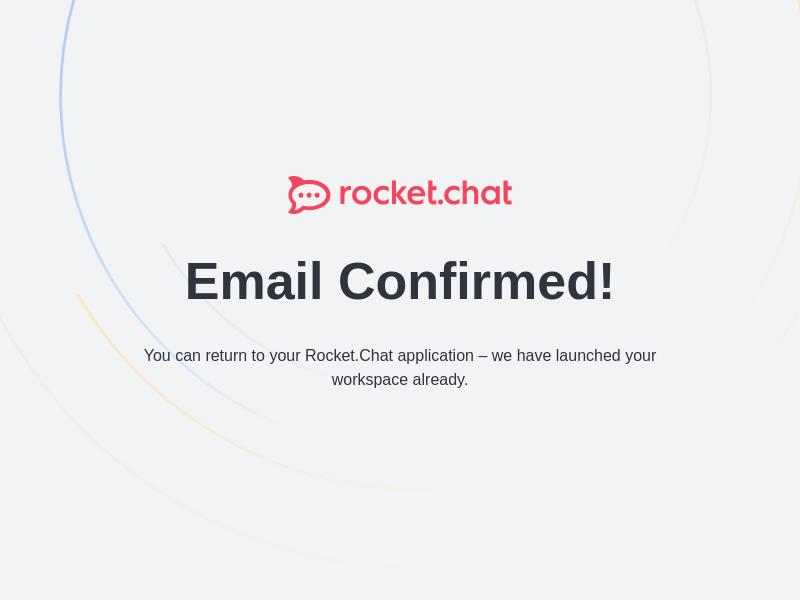 rocket.chat
Email Confirmed!
You can return to your Rocket.Chat application – we have launched your
workspace already.